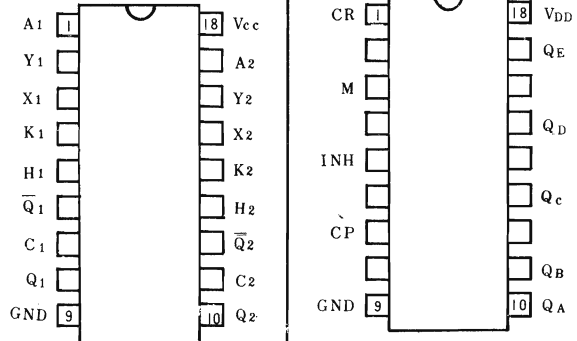 A1 1 18 Vcc
Y1 A2
X1 Y2
K1 X2
H1 K2
Q̅1 H2
C1 Q̿2
Q1 C2
GND 9 10 Q2
CR 1 18 VDD
QE
M
QD
INH
Qc
CP
QB
GND 9 10 QA